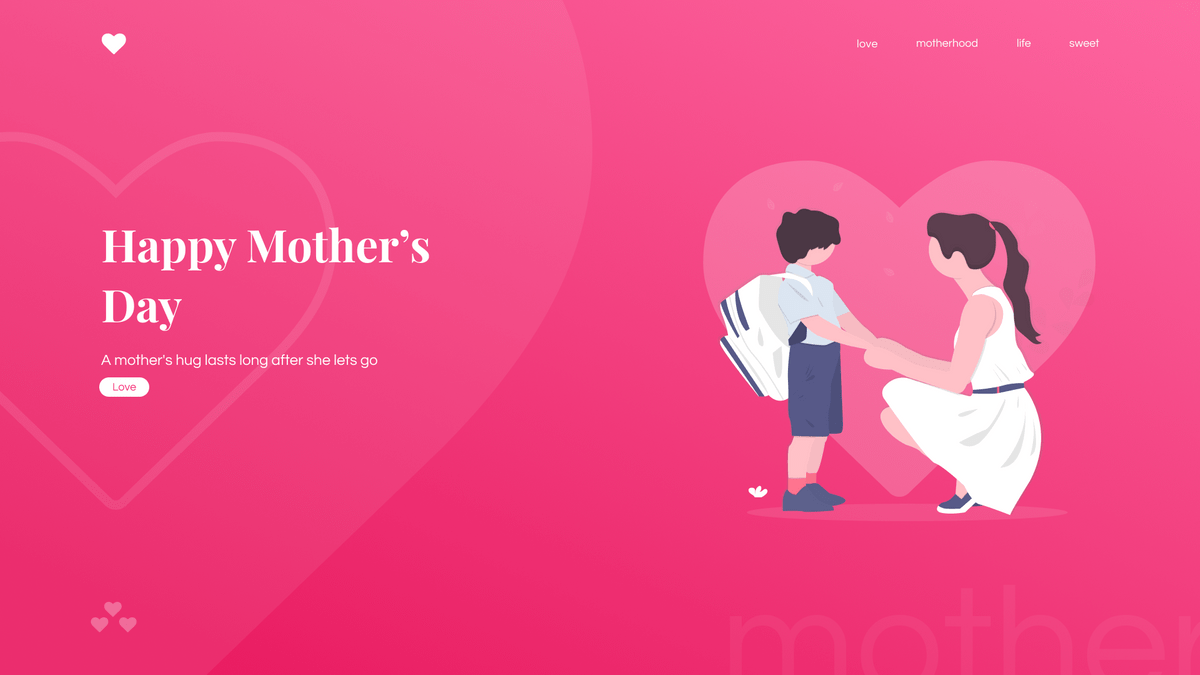 love motherhood life sweet
Happy Mother’s
Day
A mother's hug lasts long after she lets go
Love
mother